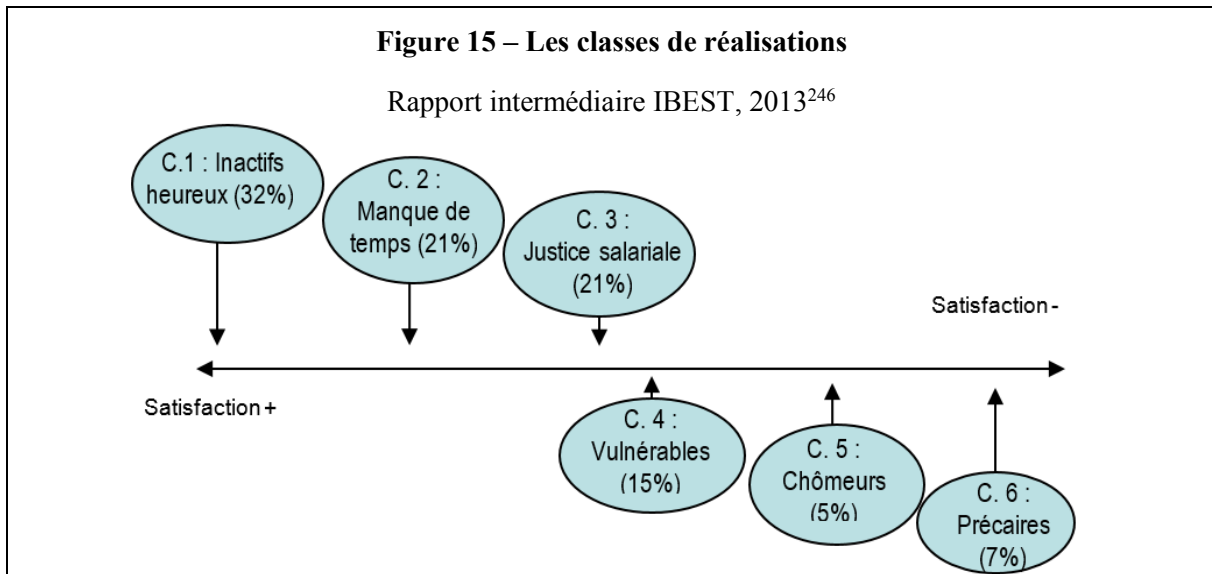 Figure 15 – Les classes de réalisations
Rapport intermédiaire IBEST, 2013246
C.1 : Inactifs
heureux (32%)
C. 2 :
Manque de
temps (21%)
C. 3 :
Justice salariale
(21%)
Satisfaction -
Satisfaction +
C. 4 :
Vulnérables
(15%)
C. 5 :
Chômeurs
(5%)
C. 6 :
Précaires
(7%)